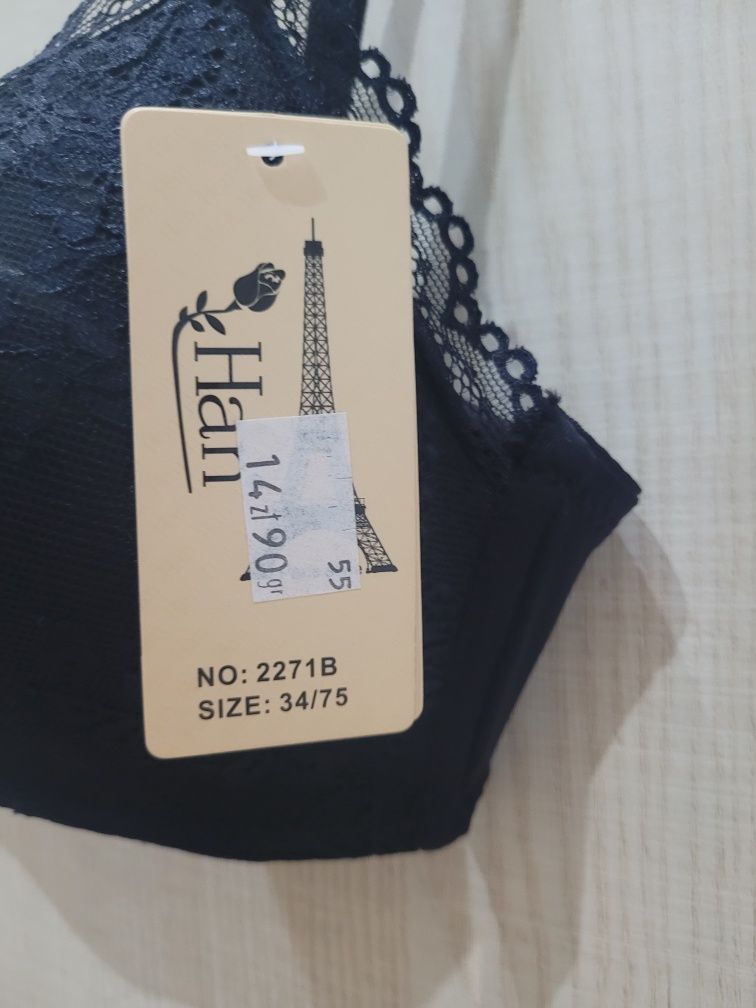 Han
14 zł 90 gr
55
NO: 2271B
SIZE: 34/75